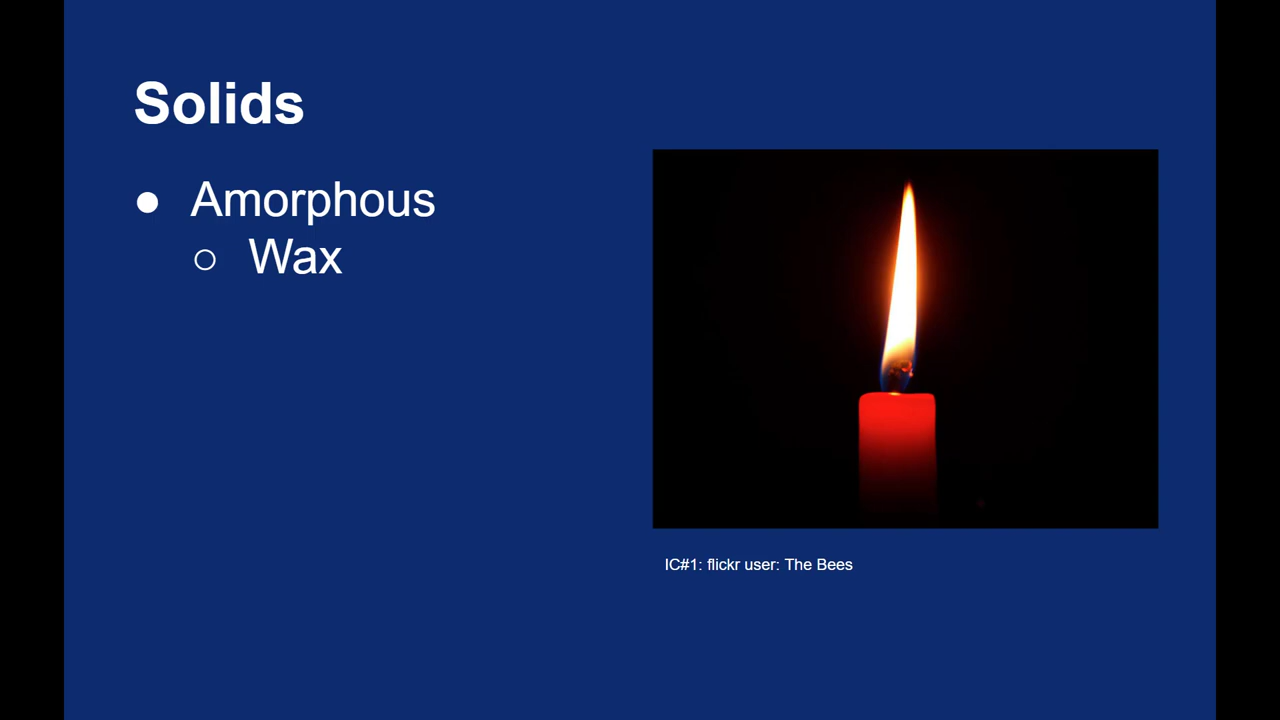 Solids
● Amorphous
○ Wax
IC#1: flickr user: The Bees